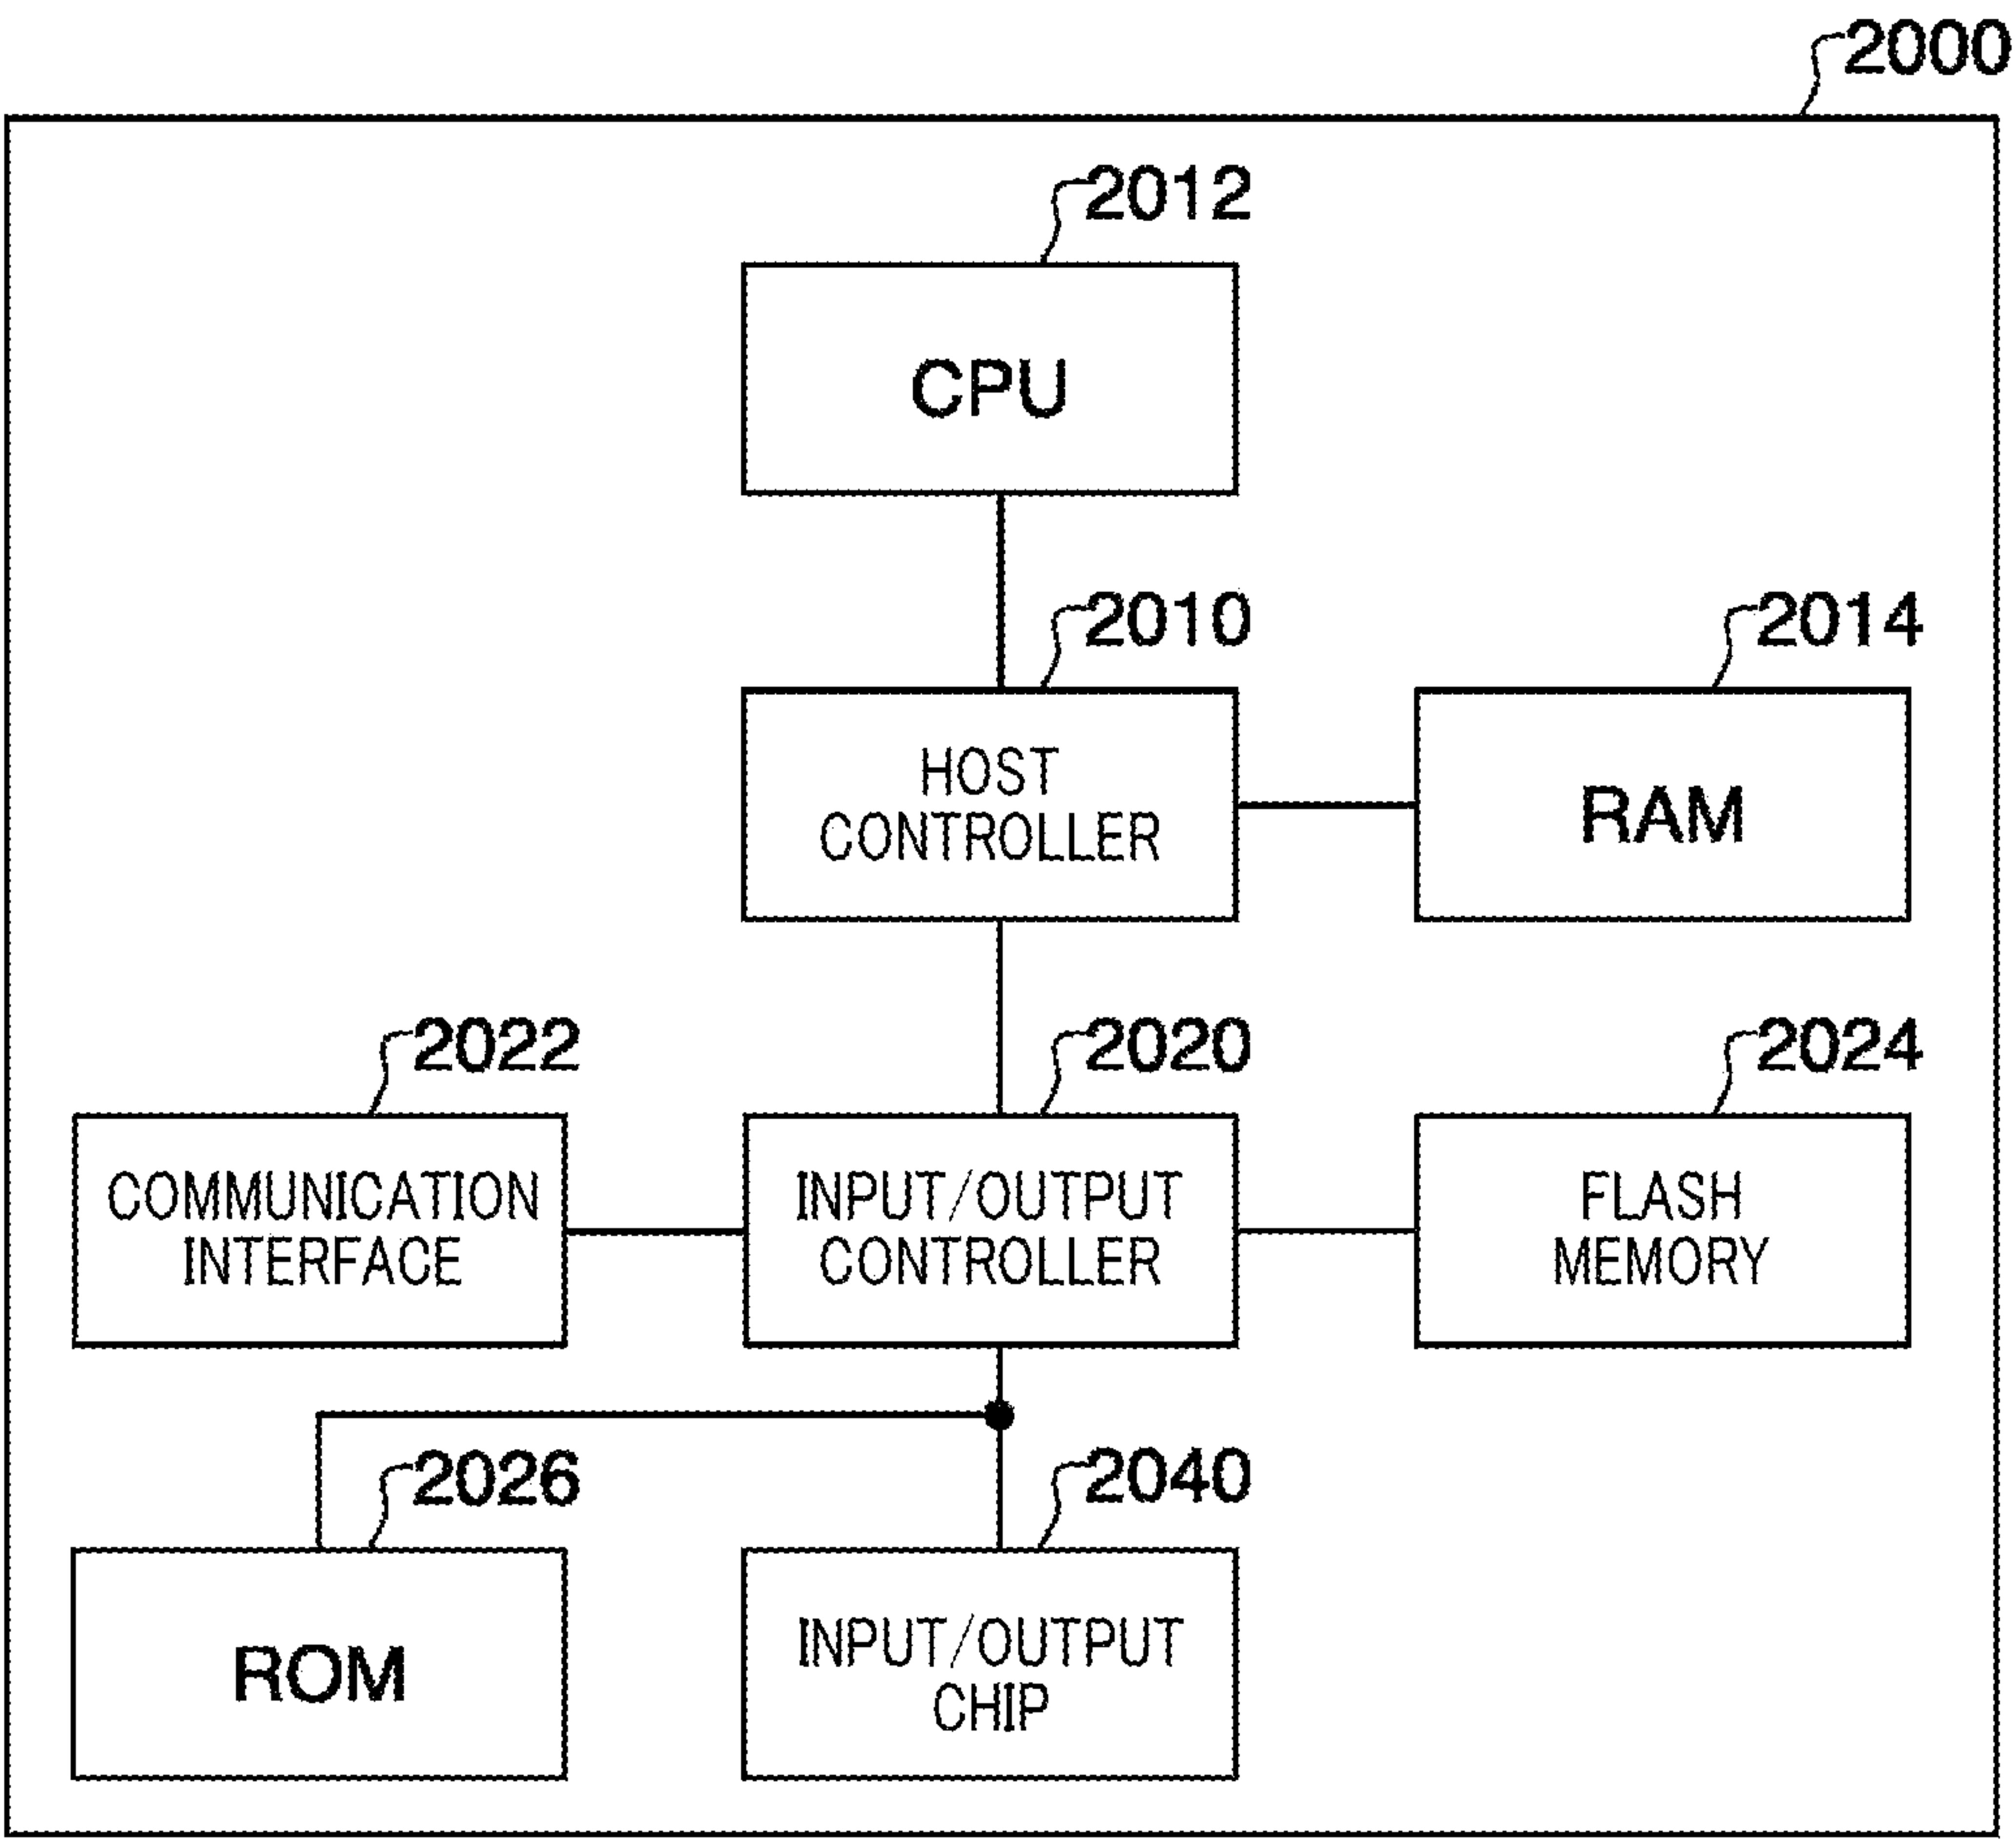 2000
2012
CPU
2010
2014
HOST
CONTROLLER
RAM
2022
2020
2024
COMMUNICATION
INTERFACE
INPUT/OUTPUT
CONTROLLER
FLASH
MEMORY
2026
2040
ROM
INPUT/OUTPUT
CHIP